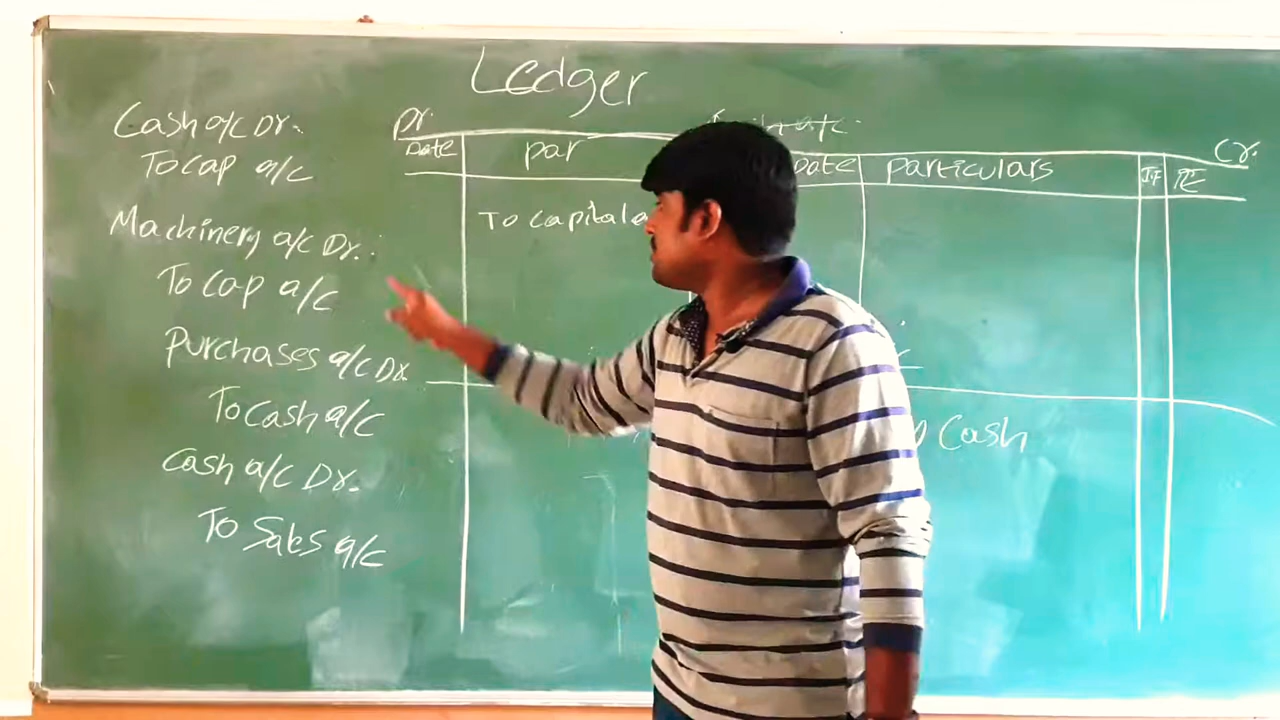 Ledger
Cash a/c Dr.
To cap a/c
Machinery a/c Dr.
To cap a/c
Purchases a/c Dr.
To cash a/c
Cash a/c Dr.
To Sales a/c
Dr.
a/c.
Cr.
Date par
Date particulars J.F
To capital a
Cash